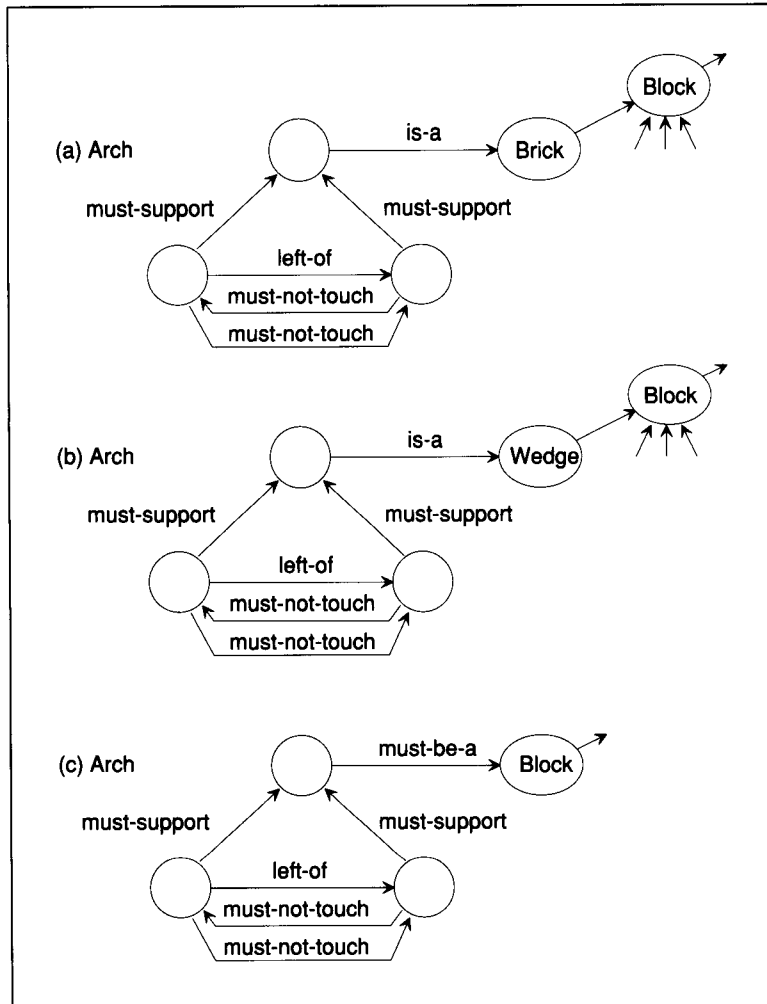 Block
is-a
(a) Arch
Brick
must-support
must-support
left-of
must-not-touch
must-not-touch
Block
is-a
(b) Arch
Wedge
must-support
must-support
left-of
must-not-touch
must-not-touch
must-be-a
(c) Arch
Block
must-support
must-support
left-of
must-not-touch
must-not-touch